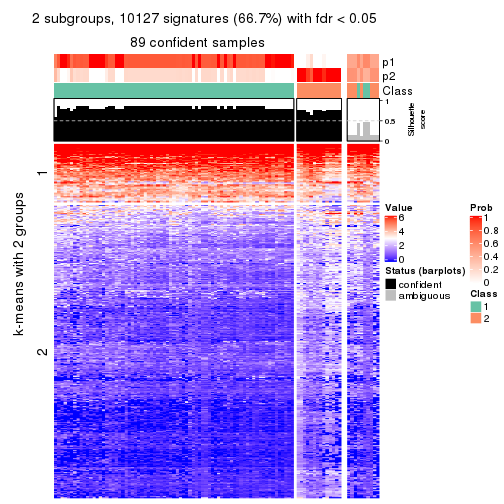 2 subgroups, 10127 signatures (66.7%) with fdr < 0.05
89 confident samples
p1
p2
Class
1
0.5
0
Silhouette
score
k-means with 2 groups
1
2
Value
6
4
2
0
Status (barplots)
confident
ambiguous
Prob
1
0.8
0.6
0.4
0.2
0
Class
1
2